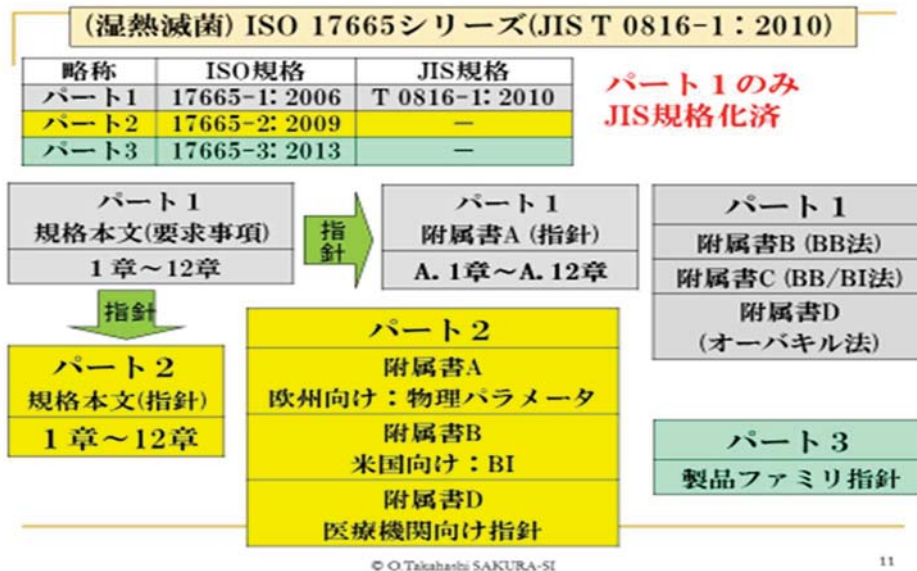 (湿熱滅菌) ISO 17665シリーズ(JIS T 0816-1：2010)
略称 ISO規格 JIS規格
パート1 17665-1: 2006 T 0816-1: 2010
パート2 17665-2: 2009 －
パート3 17665-3: 2013 －
パート１のみ
JIS規格化済
パート１
規格本文(要求事項)
１章～12章
指針
パート１
附属書A (指針)
A. 1章～A. 12章
パート１
附属書B (BB法)
附属書C (BB/BI法)
附属書D
(オーバキル法)
指針
パート２
規格本文(指針)
１章～12章
パート２
附属書A
欧州向け：物理パラメータ
附属書B
米国向け：BI
附属書D
医療機関向け指針
パート３
製品ファミリ指針
© O.Takahashi SAKURA-SI
11